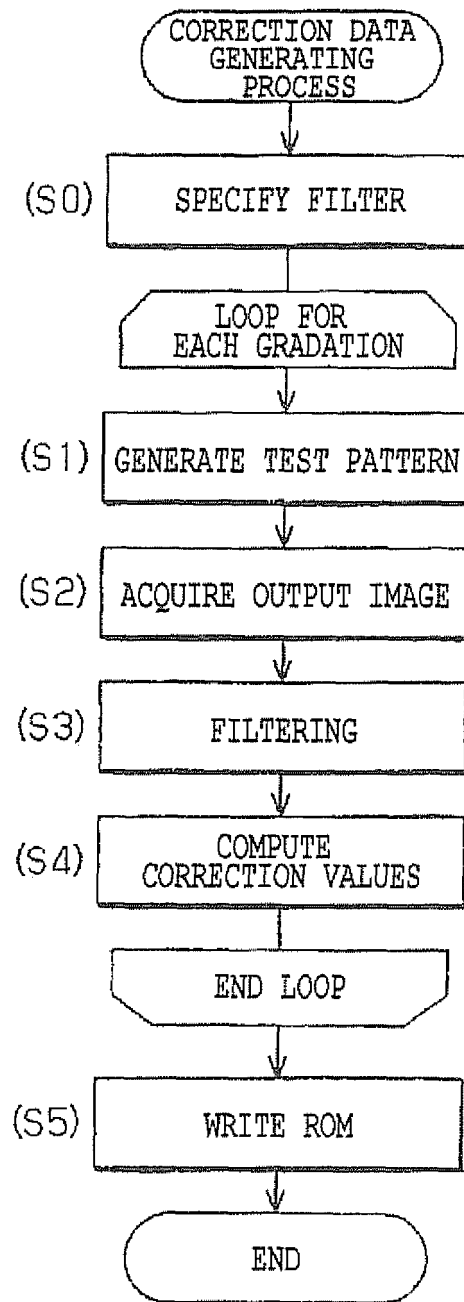 CORRECTION DATA
GENERATING
PROCESS
(S0) SPECIFY FILTER
LOOP FOR
EACH GRADATION
(S1) GENERATE TEST PATTERN
(S2) ACQUIRE OUTPUT IMAGE
(S3) FILTERING
(S4) COMPUTE
CORRECTION VALUES
END LOOP
(S5) WRITE ROM
END